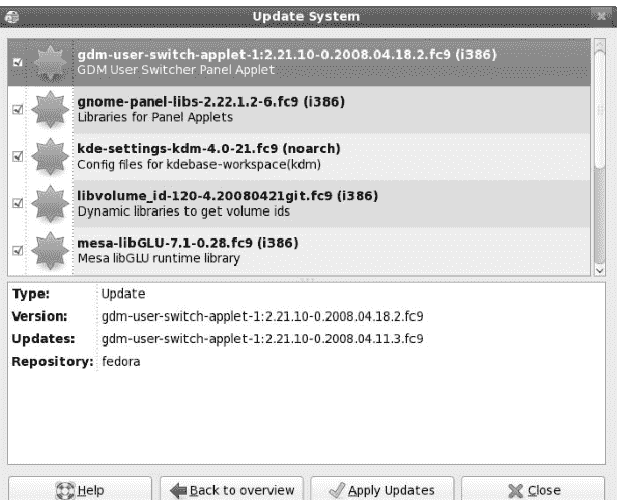 Update System
gdm-user-switch-applet-1:2.21.10-0.2008.04.18.2.fc9 (i386)
GDM User Switcher Panel Applet
gnome-panel-libs-2.22.1.2-6.fc9 (i386)
Libraries for Panel Applets
kde-settings-kdm-4.0-21.fc9 (noarch)
Config files for kdebase-workspace(kdm)
libvolume_id-120-4.20080421git.fc9 (i386)
Dynamic libraries to get volume ids
mesa-libGLU-7.1-0.28.fc9 (i386)
Mesa libGLU runtime library
Type: Update
Version: gdm-user-switch-applet-1:2.21.10-0.2008.04.18.2.fc9
Updates: gdm-user-switch-applet-1:2.21.10-0.2008.04.11.3.fc9
Repository: fedora
Help Back to overview Apply Updates Close